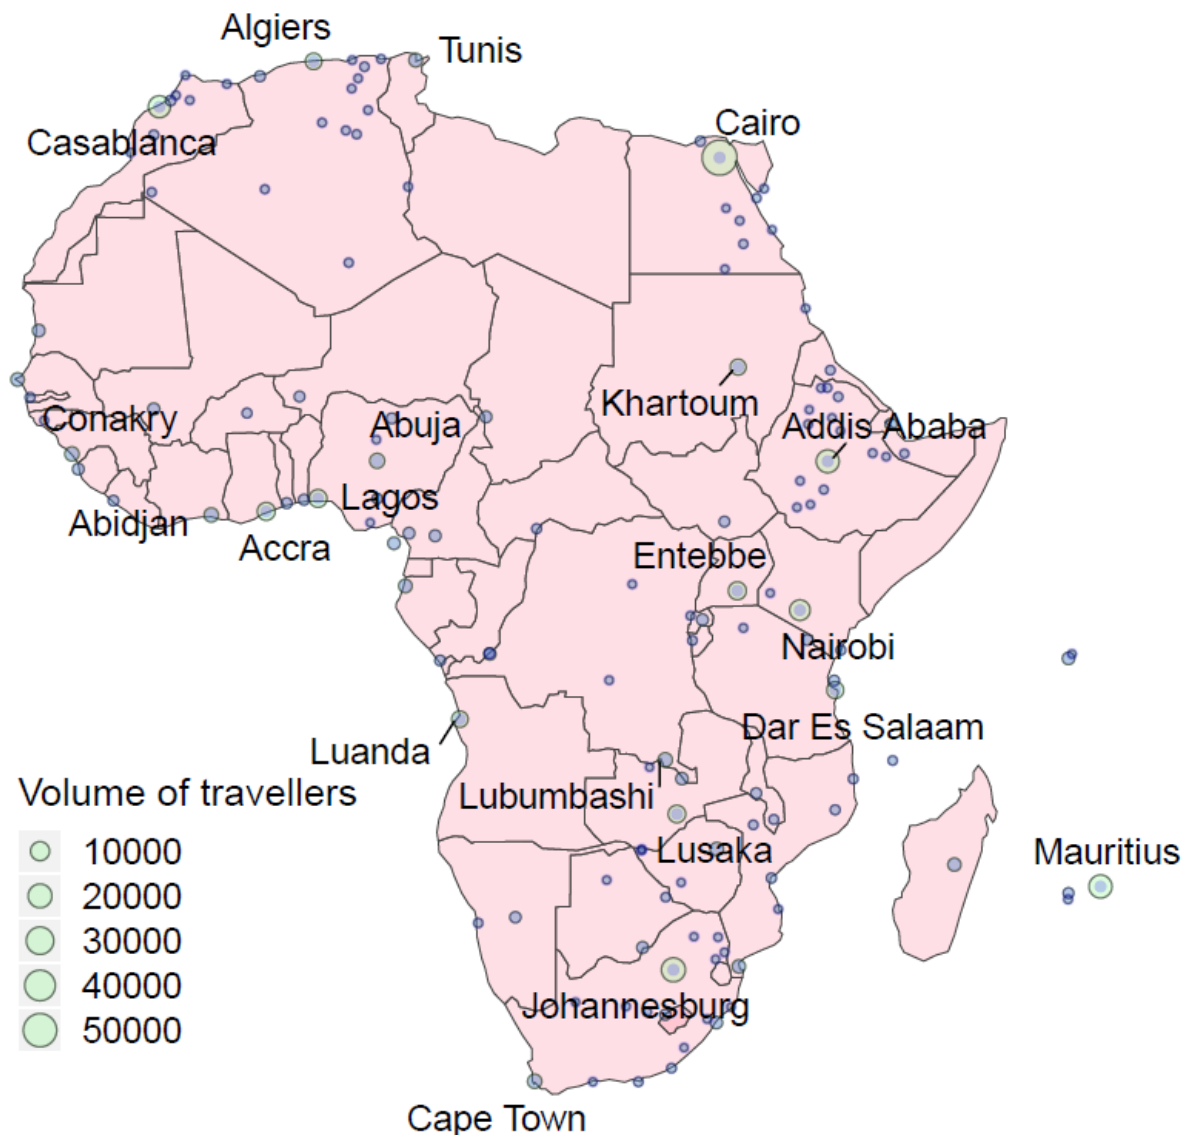 Algiers
Tunis
Cairo
Casablanca
Khartoum
Conakry
Abuja
Addis Ababa
Lagos
Abidjan
Accra
Entebbe
Nairobi
Luanda
Dar Es Salaam
Lubumbashi
Lusaka
Mauritius
Johannesburg
Cape Town
Volume of travellers
10000
20000
30000
40000
50000